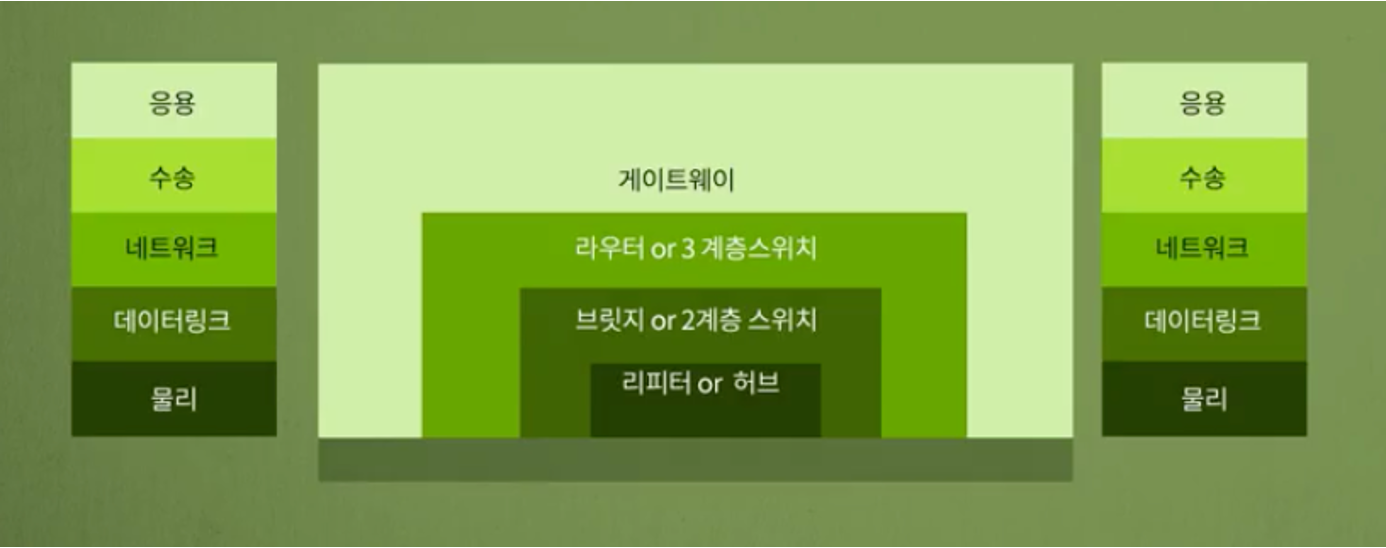 응용
수송
네트워크
데이터링크
물리
게이트웨이
라우터 or 3 계층스위치
브릿지 or 2계층 스위치
리피터 or 허브
응용
수송
네트워크
데이터링크
물리